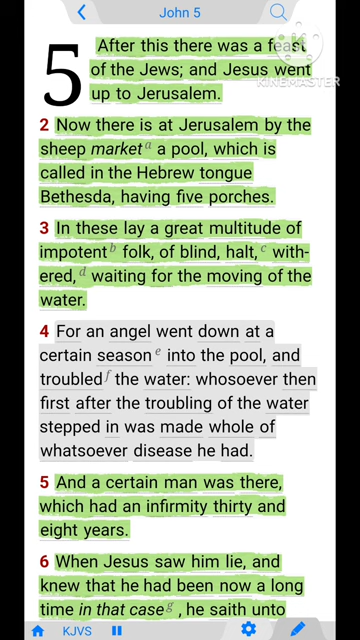 John 5
5 After this there was a feast
of the Jews; and Jesus went
up to Jerusalem.
KINEMASTER
2 Now there is at Jerusalem by the
sheep market a a pool, which is
called in the Hebrew tongue
Bethesda, having five porches.
3 In these lay a great multitude of
impotent b folk, of blind, halt, c with-
ered, d waiting for the moving of the
water.
4 For an angel went down at a
certain season e into the pool, and
troubled f the water: whosoever then
first after the troubling of the water
stepped in was made whole of
whatsoever disease he had.
5 And a certain man was there,
which had an infirmity thirty and
eight years.
6 When Jesus saw him lie, and
knew that he had been now a long
time in that case g , he saith unto
KJVS